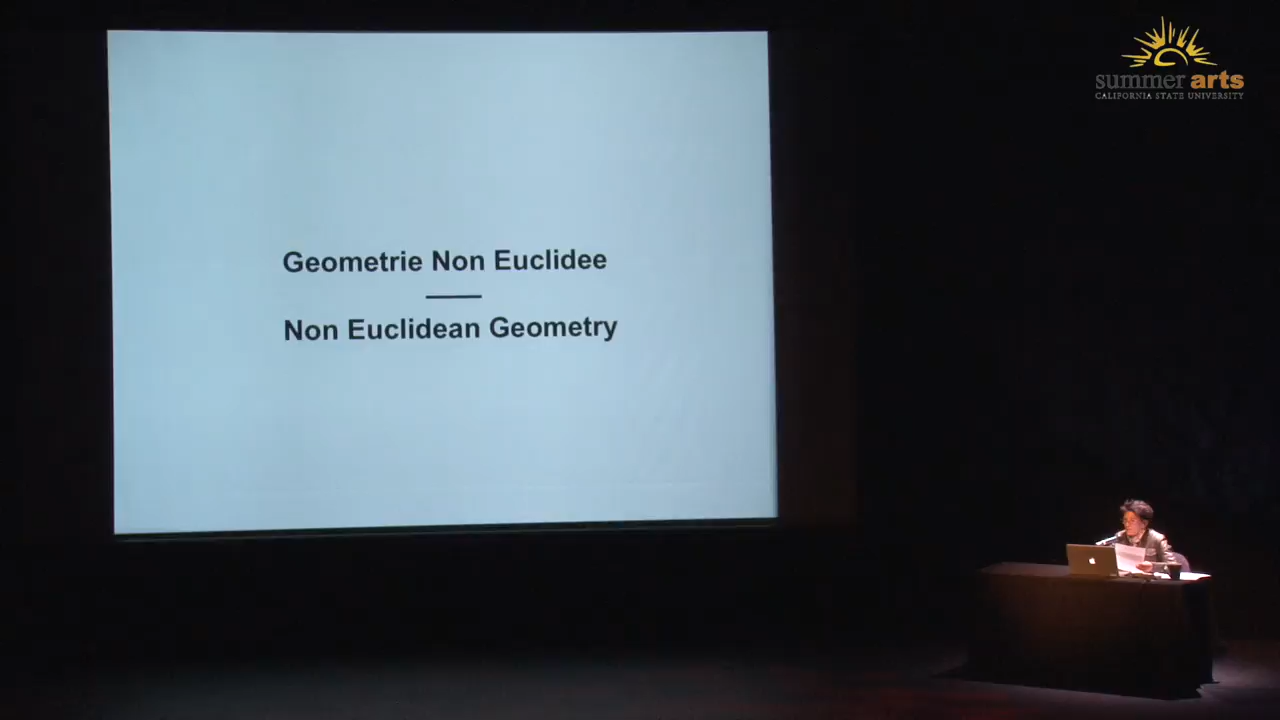 summer arts
CALIFORNIA STATE UNIVERSITY
Geometrie Non Euclidee
Non Euclidean Geometry